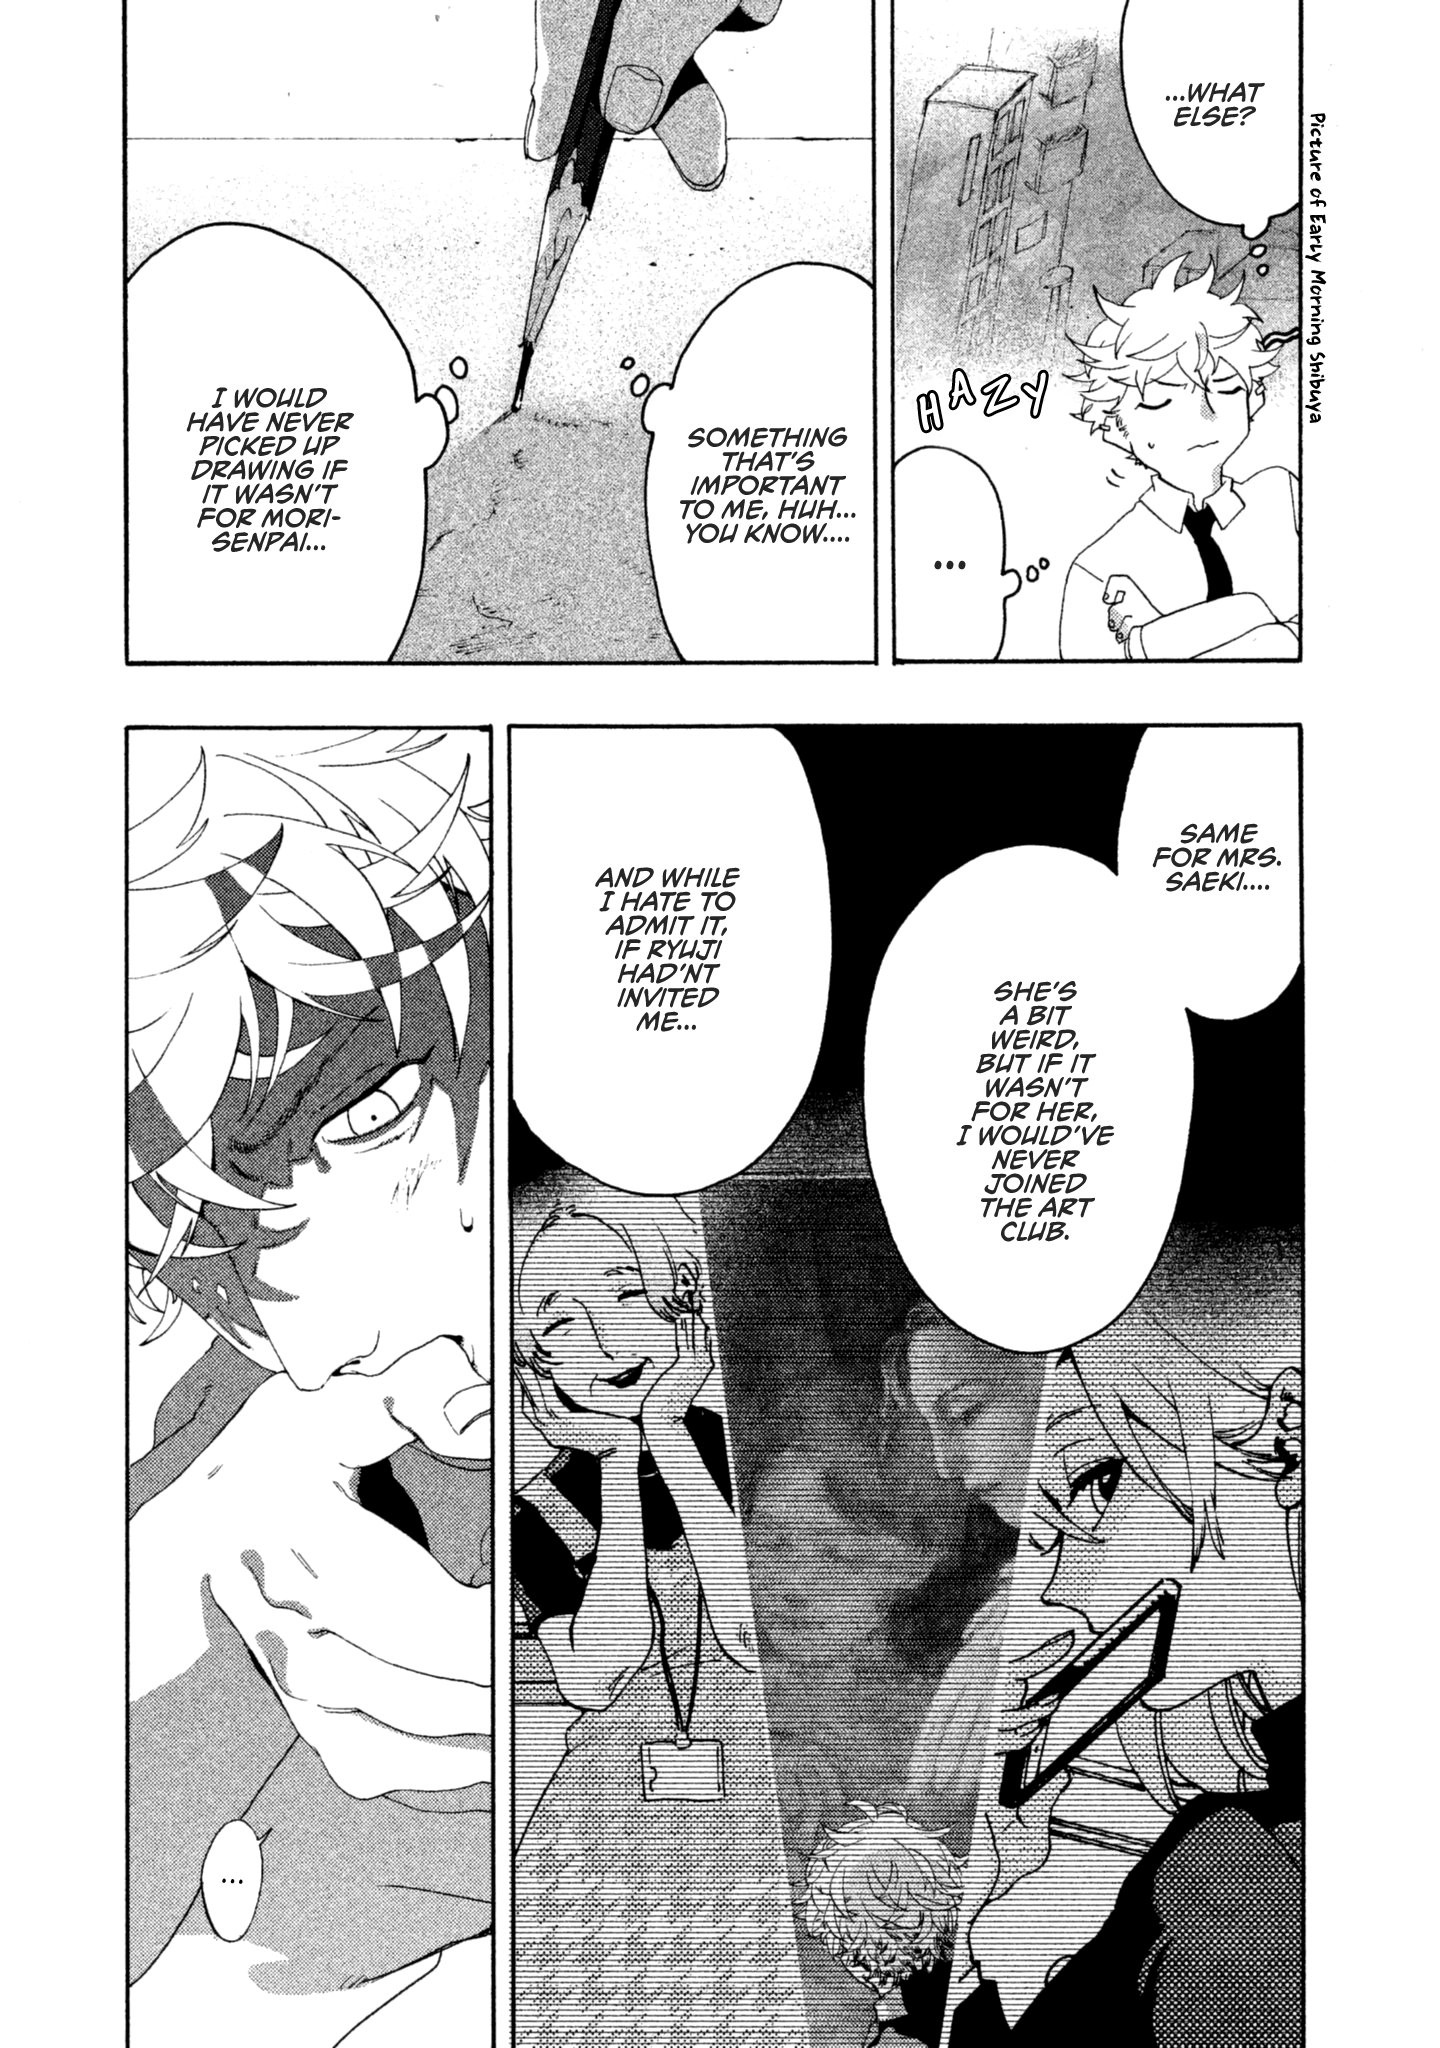 ...WHAT
ELSE?
Picture of Early Morning Shibuya
HAZY
...
SOMETHING
THAT'S
IMPORTANT
TO ME, HUH...
YOU KNOW....
I WOULD
HAVE NEVER
PICKED UP
DRAWING IF
IT WASN'T
FOR MORI-
SENPAI...
SAME
FOR MRS.
SAEKI....
SHE'S
A BIT
WEIRD,
BUT IF IT
WASN'T
FOR HER,
I WOULD'VE
NEVER
JOINED
THE ART
CLUB.
AND WHILE
I HATE TO
ADMIT IT,
IF RYUJI
HAD'NT
INVITED
ME...
...